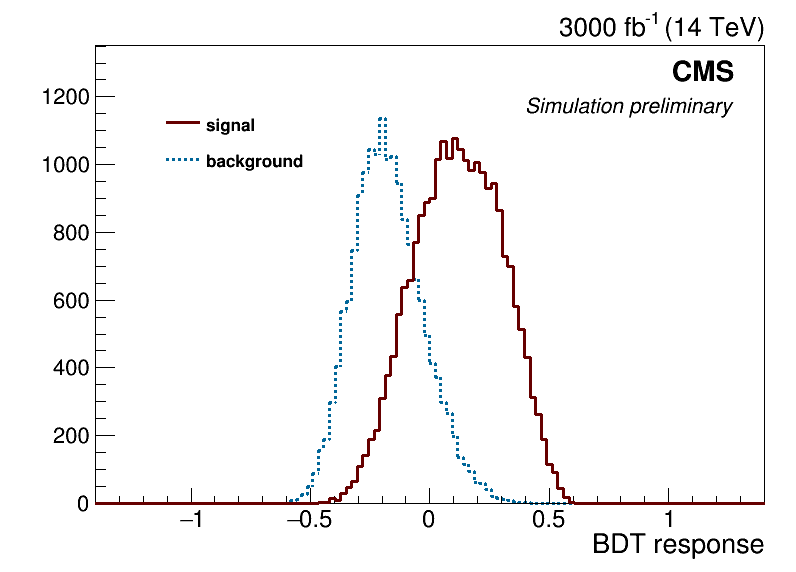 3000 fb⁻¹ (14 TeV)
CMS
Simulation preliminary
signal
background
1200
1000
800
600
400
200
0
−1 −0.5 0 0.5 1
BDT response